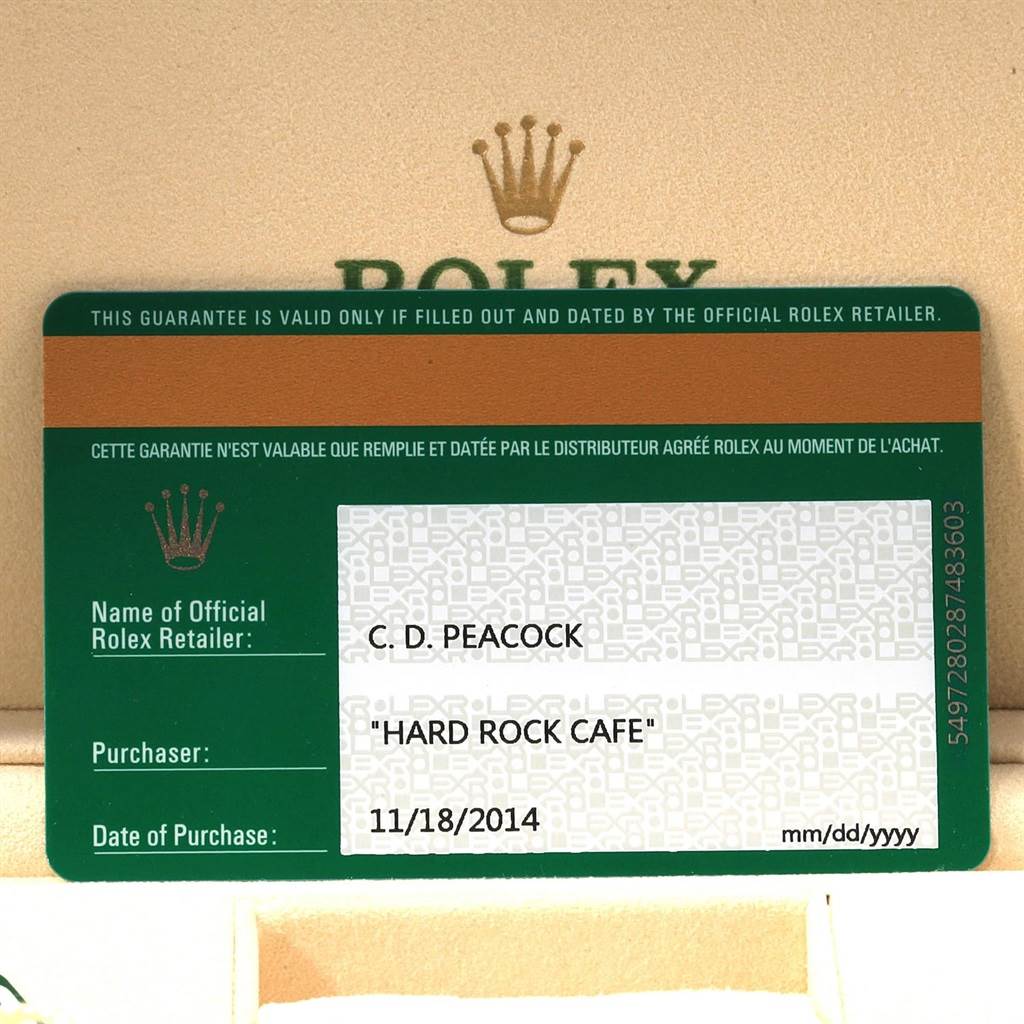 ROLEX
THIS GUARANTEE IS VALID ONLY IF FILLED OUT AND DATED BY THE OFFICIAL ROLEX RETAILER.
CETTE GARANTIE N'EST VALABLE QUE REMPLIE ET DATÉE PAR LE DISTRIBUTEUR AGRÉÉ ROLEX AU MOMENT DE L'ACHAT.
Name of Official
Rolex Retailer:
C. D. PEACOCK
Purchaser:
"HARD ROCK CAFE"
Date of Purchase:
11/18/2014
mm/dd/yyyy
5497280287483603